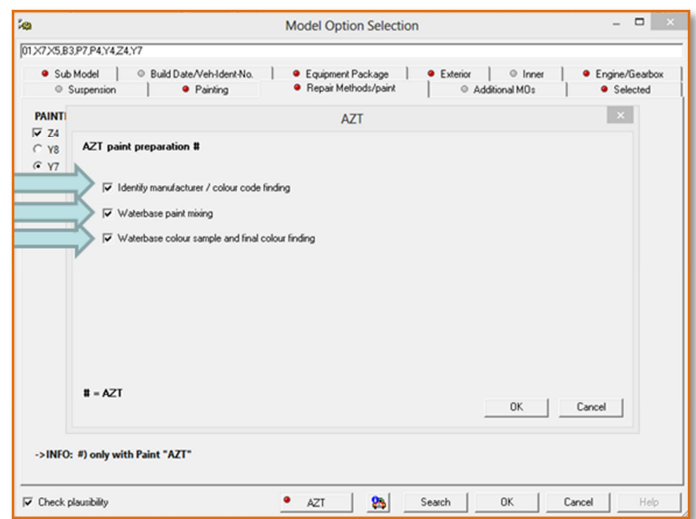 Model Option Selection
01,X7,X5,B3,P7,P4,Y4,Z4,Y7
Sub Model Build Date/Veh-Ident-No. Equipment Package Exterior Inner Engine/Gearbox
Suspension Painting Repair Methods/paint Additional MOs Selected
PAINTI
AZT
Z4
AZT paint preparation #
Y8
Y7
Identify manufacturer / colour code finding
Waterbase paint mixing
Waterbase colour sample and final colour finding
# = AZT
OK Cancel
->INFO: #) only with Paint "AZT"
Check plausibility AZT Search OK Cancel Help